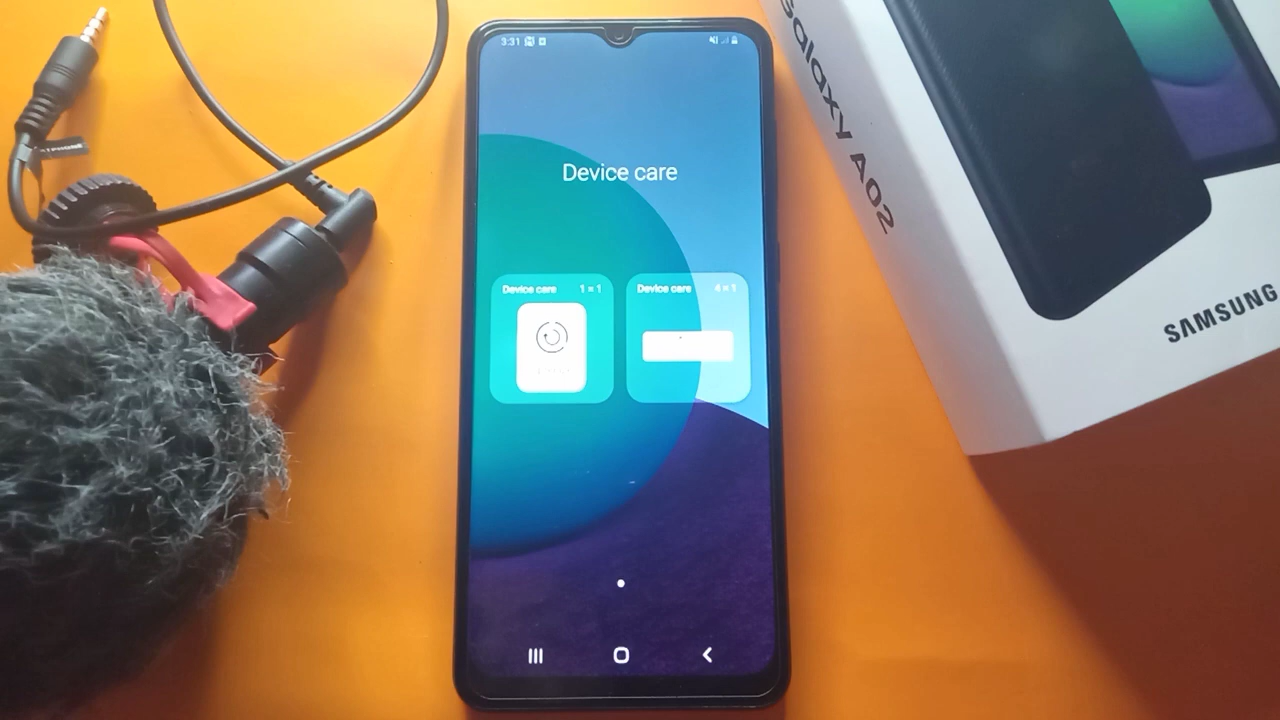 3:31
Device care
Device care 1 × 1
Device care 4 × 1
Galaxy A02
SAMSUNG